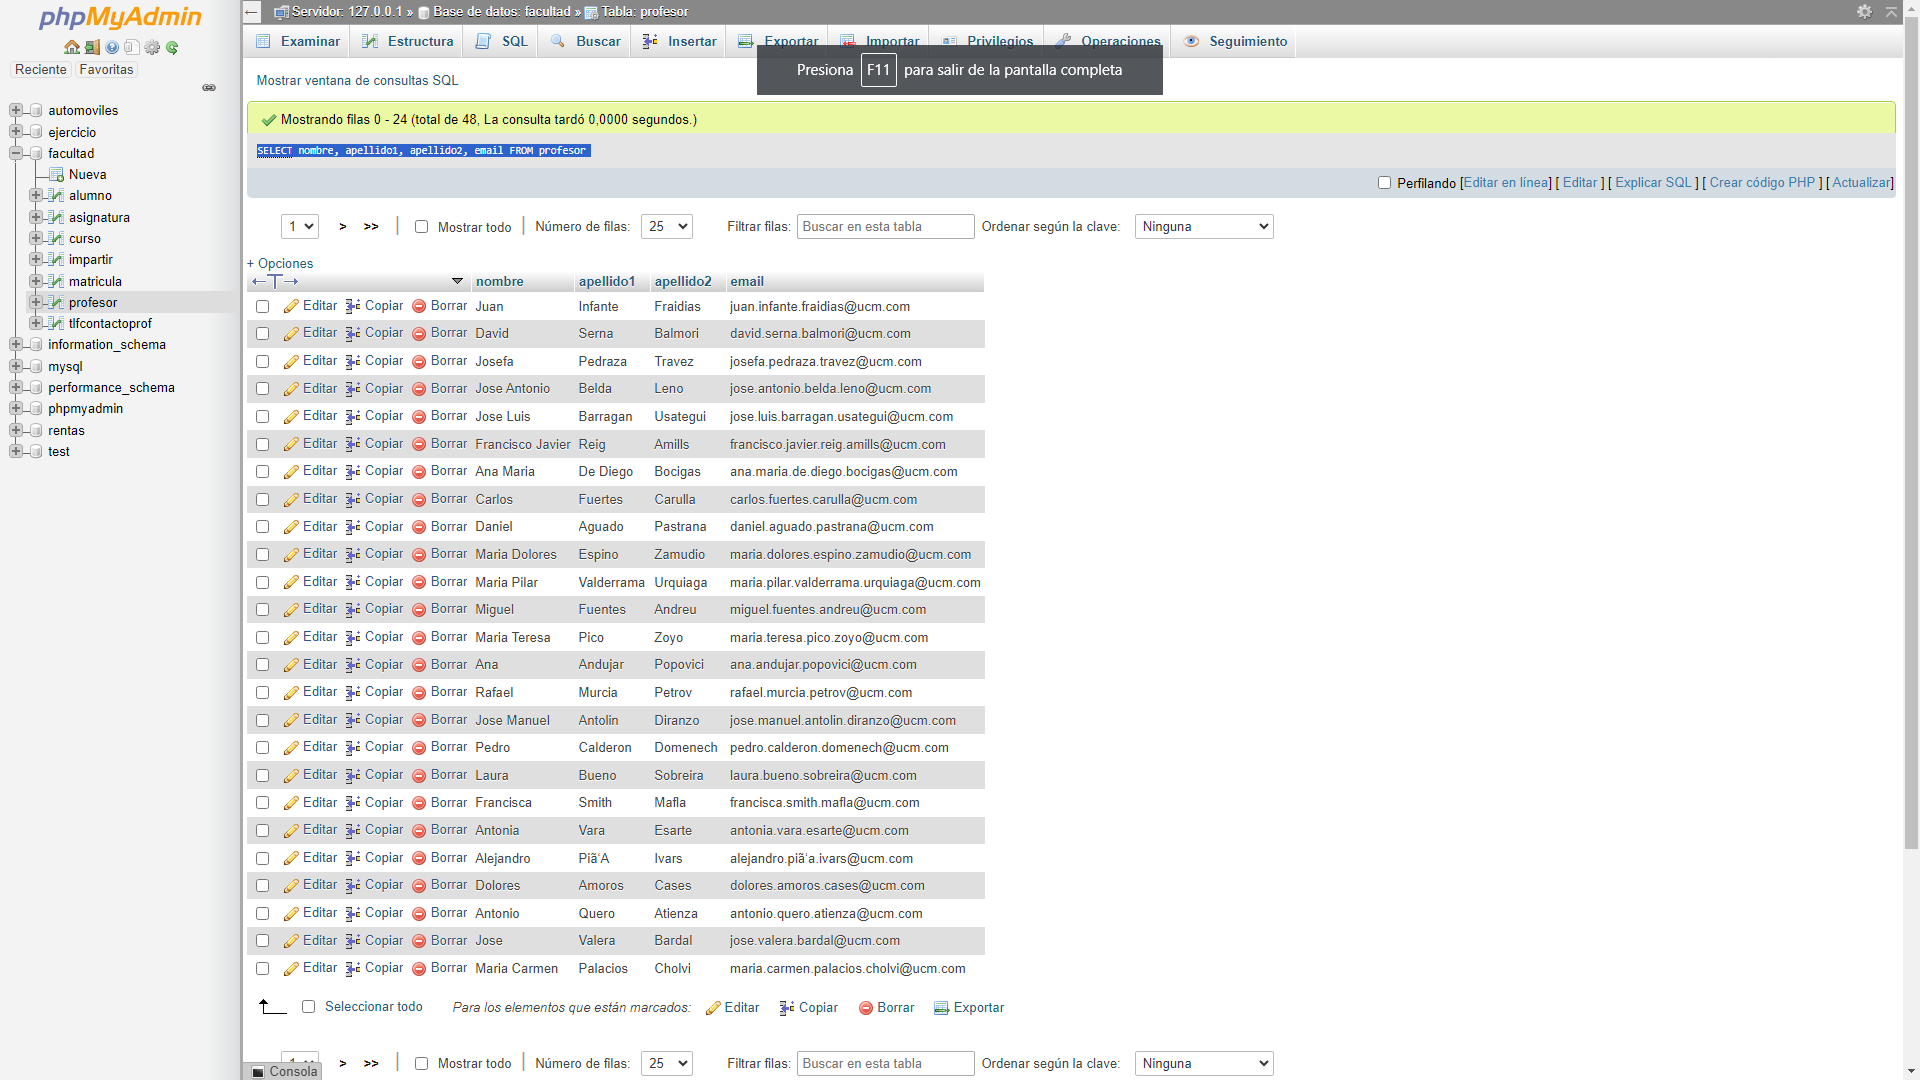 phpMyAdmin
Reciente Favoritas
automoviles
ejercicio
facultad
Nueva
alumno
asignatura
curso
impartir
matricula
profesor
tlfcontactoprof
information_schema
mysql
performance_schema
phpmyadmin
rentas
test
Servidor: 127.0.0.1 » Base de datos: facultad » Tabla: profesor
Examinar Estructura SQL Buscar Insertar Exportar Importar Privilegios Operaciones Seguimiento
Presiona F11 para salir de la pantalla completa
Mostrar ventana de consultas SQL
Mostrando filas 0 - 24 (total de 48, La consulta tardó 0,0000 segundos.)
SELECT nombre, apellido1, apellido2, email FROM profesor
Perfilando [Editar en línea] [ Editar ] [ Explicar SQL ] [ Crear código PHP ] [ Actualizar]
1 > >> | Mostrar todo | Número de filas: 25 Filtrar filas: Buscar en esta tabla Ordenar según la clave: Ninguna
+ Opciones
←T→ nombre apellido1 apellido2 email
Editar Copiar Borrar Juan Infante Fraidias juan.infante.fraidias@ucm.com
Editar Copiar Borrar David Serna Balmori david.serna.balmori@ucm.com
Editar Copiar Borrar Josefa Pedraza Travez josefa.pedraza.travez@ucm.com
Editar Copiar Borrar Jose Antonio Belda Leno jose.antonio.belda.leno@ucm.com
Editar Copiar Borrar Jose Luis Barragan Usategui jose.luis.barragan.usategui@ucm.com
Editar Copiar Borrar Francisco Javier Reig Amills francisco.javier.reig.amills@ucm.com
Editar Copiar Borrar Ana Maria De Diego Bocigas ana.maria.de.diego.bocigas@ucm.com
Editar Copiar Borrar Carlos Fuertes Carulla carlos.fuertes.carulla@ucm.com
Editar Copiar Borrar Daniel Aguado Pastrana daniel.aguado.pastrana@ucm.com
Editar Copiar Borrar Maria Dolores Espino Zamudio maria.dolores.espino.zamudio@ucm.com
Editar Copiar Borrar Maria Pilar Valderrama Urquiaga maria.pilar.valderrama.urquiaga@ucm.com
Editar Copiar Borrar Miguel Fuentes Andreu miguel.fuentes.andreu@ucm.com
Editar Copiar Borrar Maria Teresa Pico Zoyo maria.teresa.pico.zoyo@ucm.com
Editar Copiar Borrar Ana Andujar Popovici ana.andujar.popovici@ucm.com
Editar Copiar Borrar Rafael Murcia Petrov rafael.murcia.petrov@ucm.com
Editar Copiar Borrar Jose Manuel Antolin Diranzo jose.manuel.antolin.diranzo@ucm.com
Editar Copiar Borrar Pedro Calderon Domenech pedro.calderon.domenech@ucm.com
Editar Copiar Borrar Laura Bueno Sobreira laura.bueno.sobreira@ucm.com
Editar Copiar Borrar Francisca Smith Mafla francisca.smith.mafla@ucm.com
Editar Copiar Borrar Antonia Vara Esarte antonia.vara.esarte@ucm.com
Editar Copiar Borrar Alejandro Piã‘A Ivars alejandro.piã‘a.ivars@ucm.com
Editar Copiar Borrar Dolores Amoros Cases dolores.amoros.cases@ucm.com
Editar Copiar Borrar Antonio Quero Atienza antonio.quero.atienza@ucm.com
Editar Copiar Borrar Jose Valera Bardal jose.valera.bardal@ucm.com
Editar Copiar Borrar Maria Carmen Palacios Cholvi maria.carmen.palacios.cholvi@ucm.com
Seleccionar todo Para los elementos que están marcados: Editar Copiar Borrar Exportar
1 > >> | Mostrar todo | Número de filas: 25 Filtrar filas: Buscar en esta tabla Ordenar según la clave: Ninguna
Consola